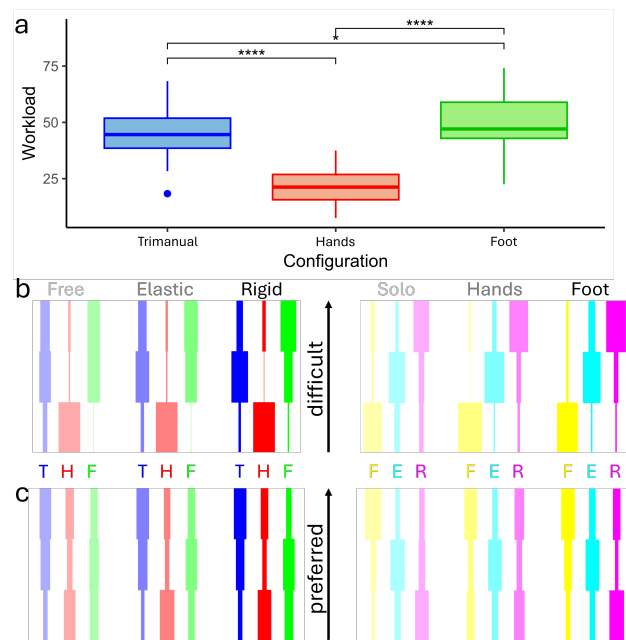 a
****
*
****
75
50
25
Workload
Trimanual Hands Foot
Configuration
b
Free Elastic Rigid
Solo Hands Foot
difficult
T H F T H F T H F
F E R F E R F E R
c
preferred